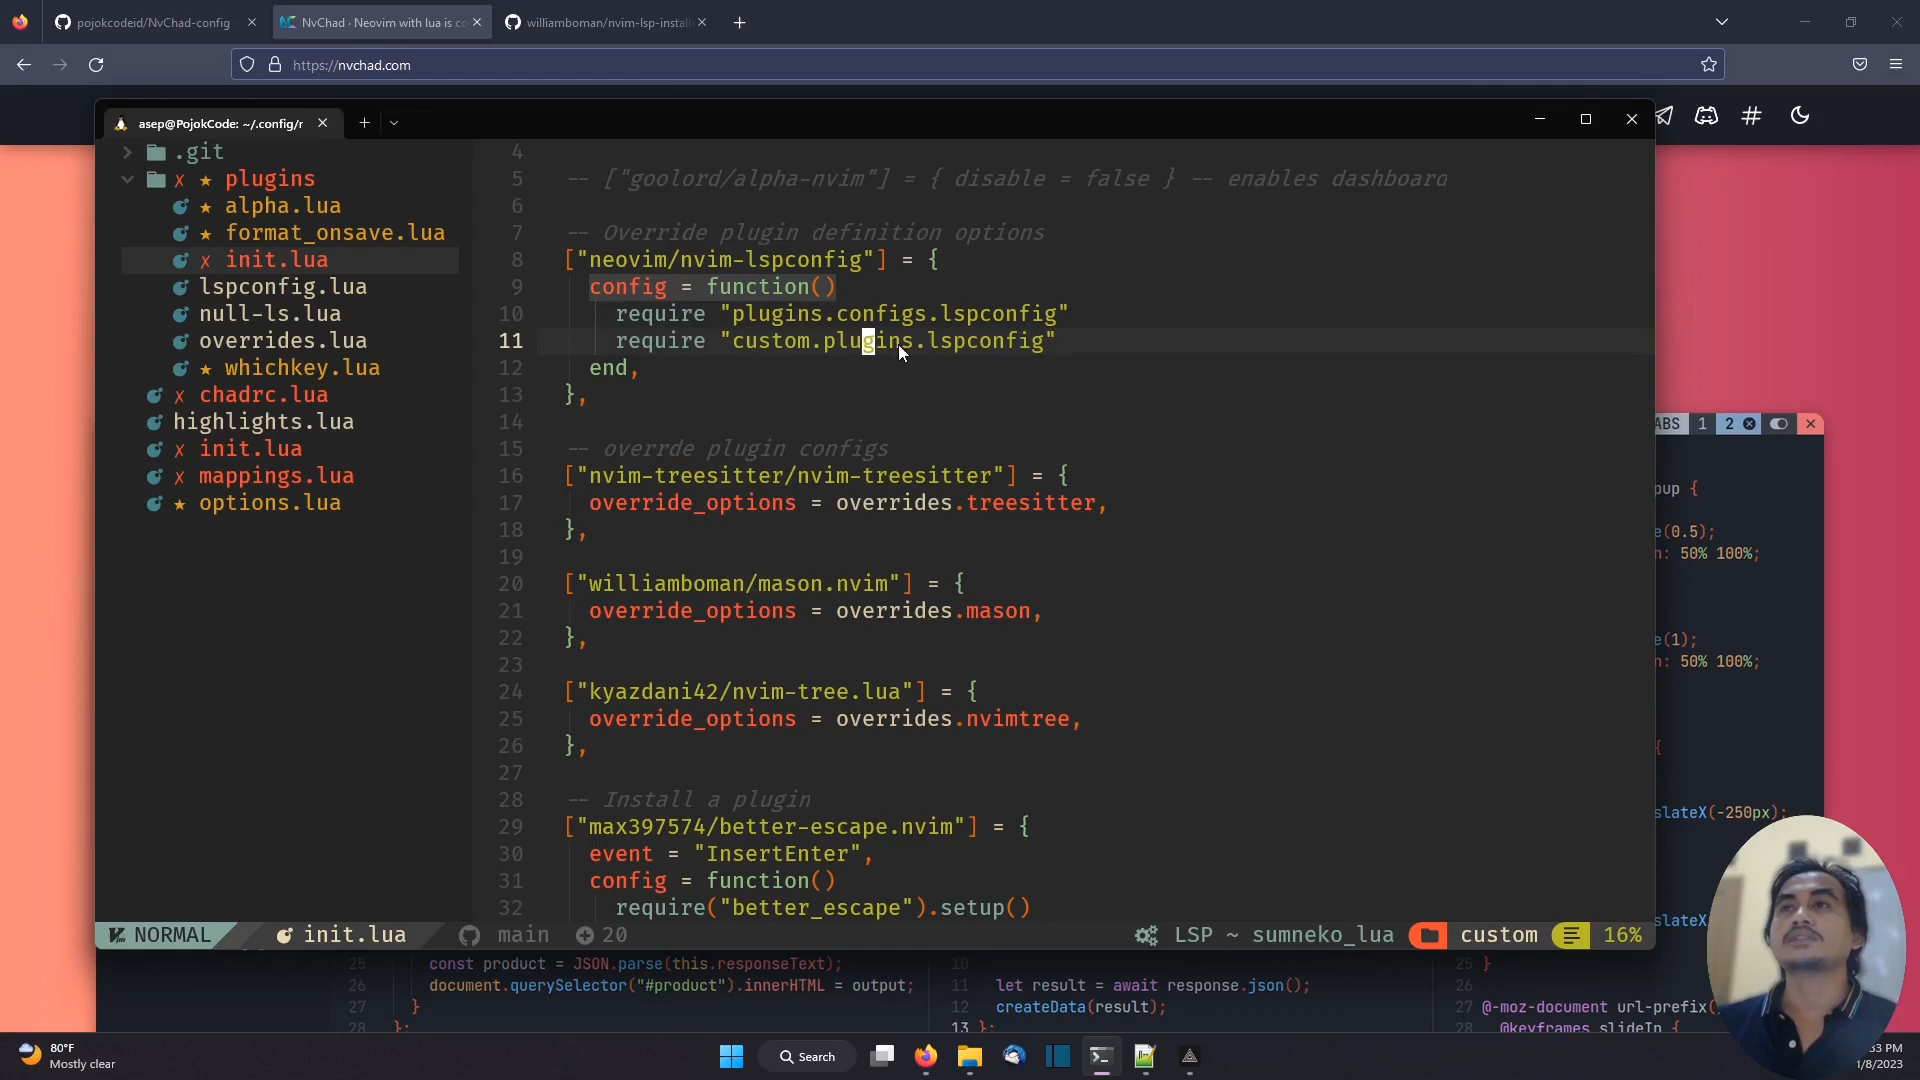 pojokcodeid/NvChad-config
NvChad · Neovim with lua is co
williamboman/nvim-lsp-install
https://nvchad.com
asep@PojokCode: ~/.config/r
.git
plugins
alpha.lua
format_onsave.lua
init.lua
lspconfig.lua
null-ls.lua
overrides.lua
whichkey.lua
chadrc.lua
highlights.lua
init.lua
mappings.lua
options.lua
4
5 -- ["goolord/alpha-nvim"] = { disable = false } -- enables dashboard
6
7 -- Override plugin definition options
8 ["neovim/nvim-lspconfig"] = {
9 config = function()
10 require "plugins.configs.lspconfig"
11 require "custom.plugins.lspconfig"
12 end,
13 },
14
15 -- overrde plugin configs
16 ["nvim-treesitter/nvim-treesitter"] = {
17 override_options = overrides.treesitter,
18 },
19
20 ["williamboman/mason.nvim"] = {
21 override_options = overrides.mason,
22 },
23
24 ["kyazdani42/nvim-tree.lua"] = {
25 override_options = overrides.nvimtree,
26 },
27
28 -- Install a plugin
29 ["max397574/better-escape.nvim"] = {
30 event = "InsertEnter",
31 config = function()
32 require("better_escape").setup()
NORMAL init.lua main 20 LSP ~ sumneko_lua custom 16%
ABS 1 2
pup {
e(0.5);
n: 50% 100%;
e(1);
n: 50% 100%;
{
slateX(-250px);
slateX(
25 const product = JSON.parse(this.responseText);
26 document.querySelector("#product").innerHTML = output;
27 }
28 };
10
11 let result = await response.json();
12 createData(result);
13 };
25 }
26
27 @-moz-document url-prefix(
28 @keyframes slideIn {
80°F
Mostly clear
Search
33 PM
1/8/2023